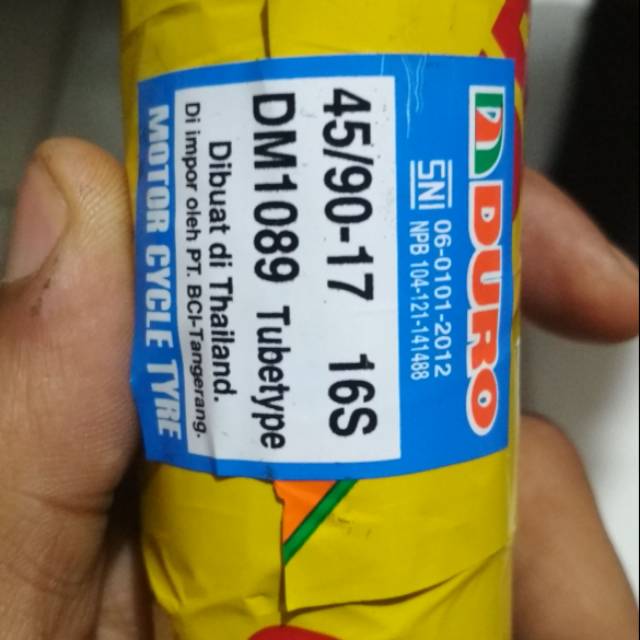 DURO
SNI 06-0101-2012
NPB 104-121-141488
45/90-17 16S
DM1089 Tubetype
Dibuat di Thailand.
Di impor oleh PT. BCI-Tangerang.
MOTOR CYCLE TYRE